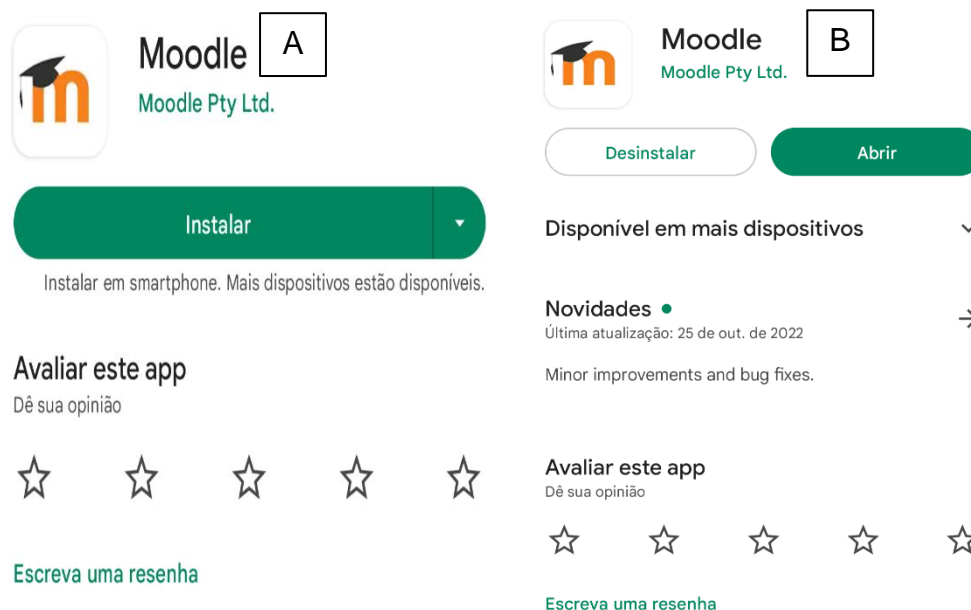 Moodle
A
Moodle Pty Ltd.
Instalar
Instalar em smartphone. Mais dispositivos estão disponíveis.
Avaliar este app
Dê sua opinião
Escreva uma resenha
Moodle
B
Moodle Pty Ltd.
Desinstalar
Abrir
Disponível em mais dispositivos
Novidades
Última atualização: 25 de out. de 2022
Minor improvements and bug fixes.
Avaliar este app
Dê sua opinião
Escreva uma resenha